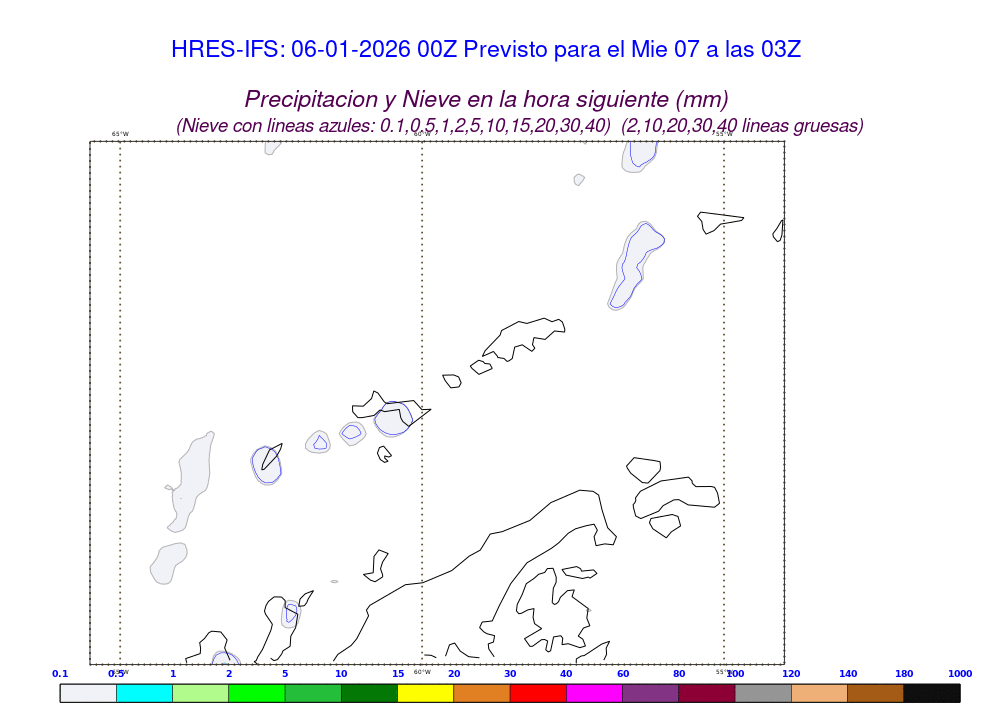 HRES-IFS: 06-01-2026 00Z Previsto para el Mie 07 a las 03Z
Precipitacion y Nieve en la hora siguiente (mm)
(Nieve con lineas azules: 0.1,0.5,1,2,5,10,15,20,30,40)  (2,10,20,30,40 lineas gruesas)
65°W 60°W 55°W
65°W 60°W 55°W
0.1 0.5 1 2 5 10 15 20 30 40 60 80 100 120 140 180 1000